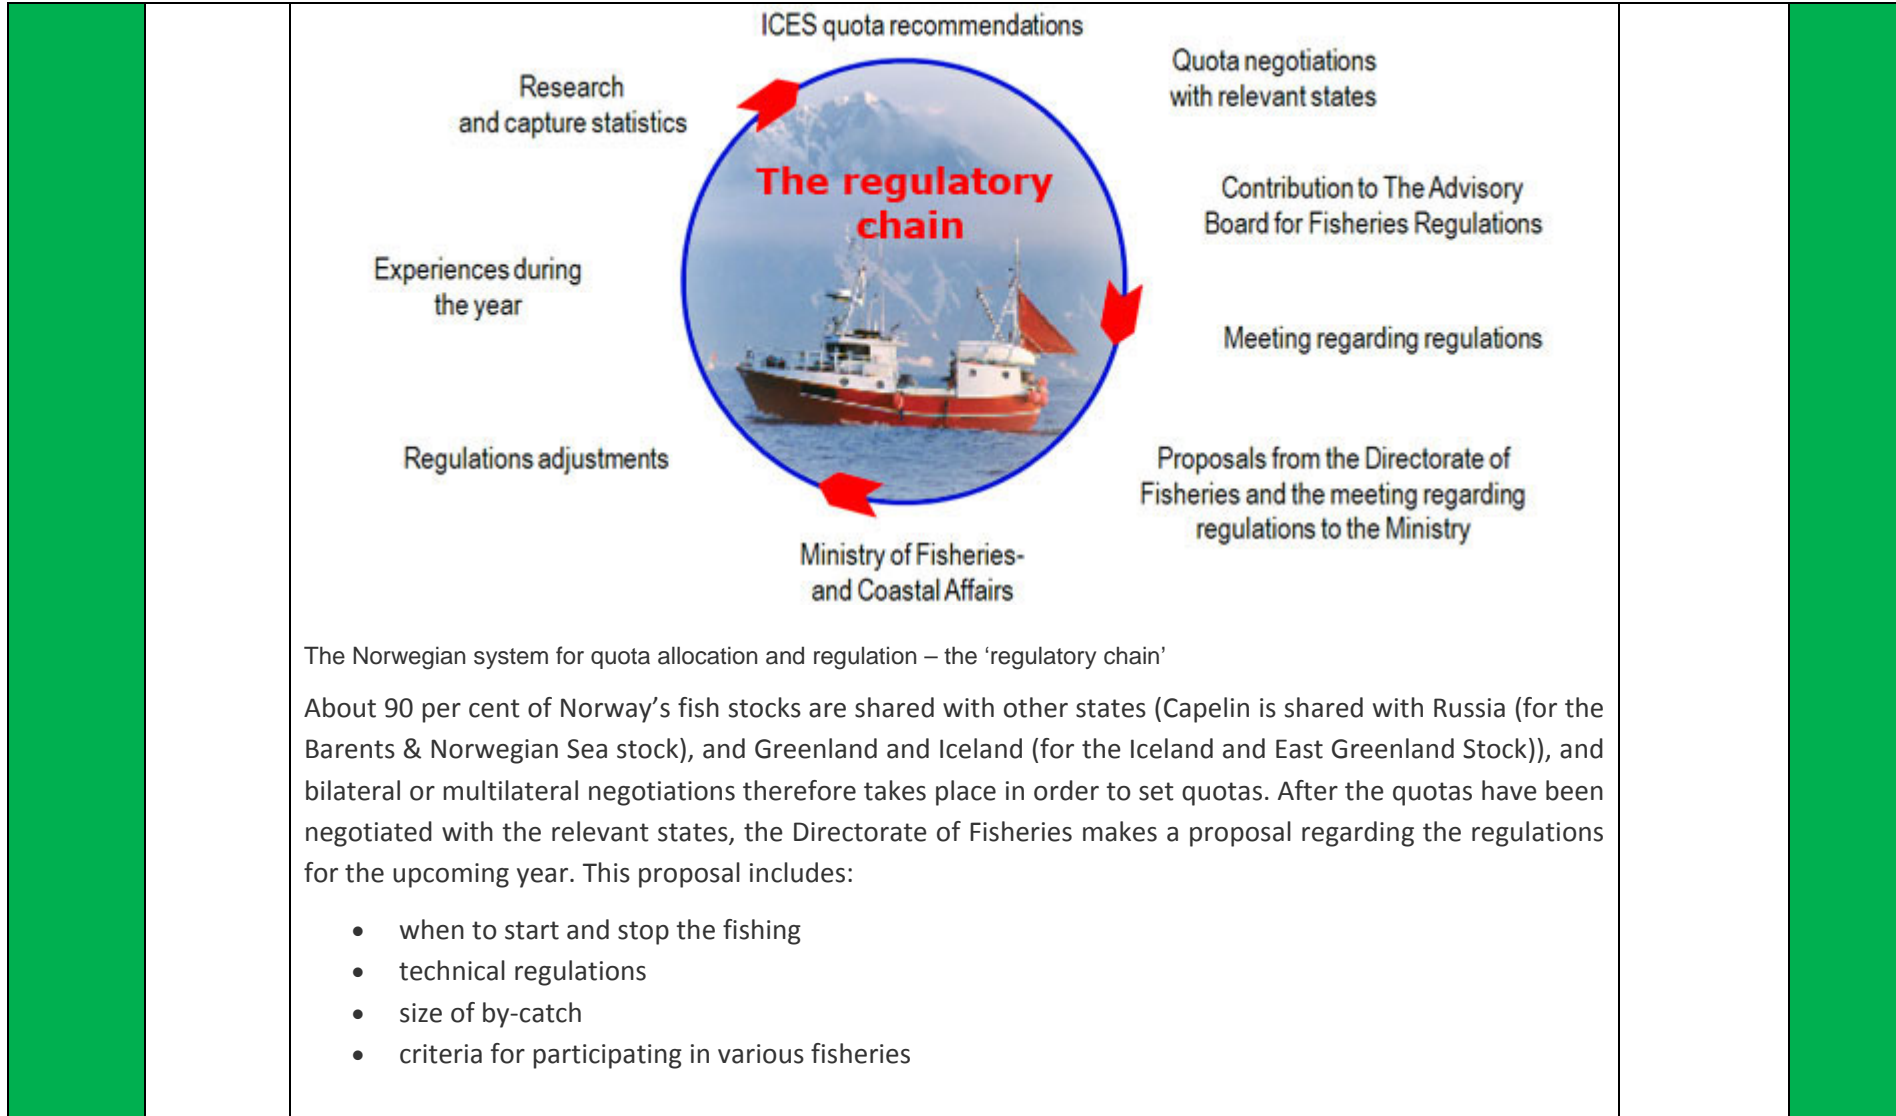 ICES quota recommendations
Quota negotiations
with relevant states
Research
and capture statistics
The regulatory
chain
Contribution to The Advisory
Board for Fisheries Regulations
Experiences during
the year
Meeting regarding regulations
Regulations adjustments
Proposals from the Directorate of
Fisheries and the meeting regarding
regulations to the Ministry
Ministry of Fisheries-
and Coastal Affairs
The Norwegian system for quota allocation and regulation – the ‘regulatory chain’
About 90 per cent of Norway’s fish stocks are shared with other states (Capelin is shared with Russia (for the
Barents & Norwegian Sea stock), and Greenland and Iceland (for the Iceland and East Greenland Stock)), and
bilateral or multilateral negotiations therefore takes place in order to set quotas. After the quotas have been
negotiated with the relevant states, the Directorate of Fisheries makes a proposal regarding the regulations
for the upcoming year. This proposal includes:
• when to start and stop the fishing
• technical regulations
• size of by-catch
• criteria for participating in various fisheries